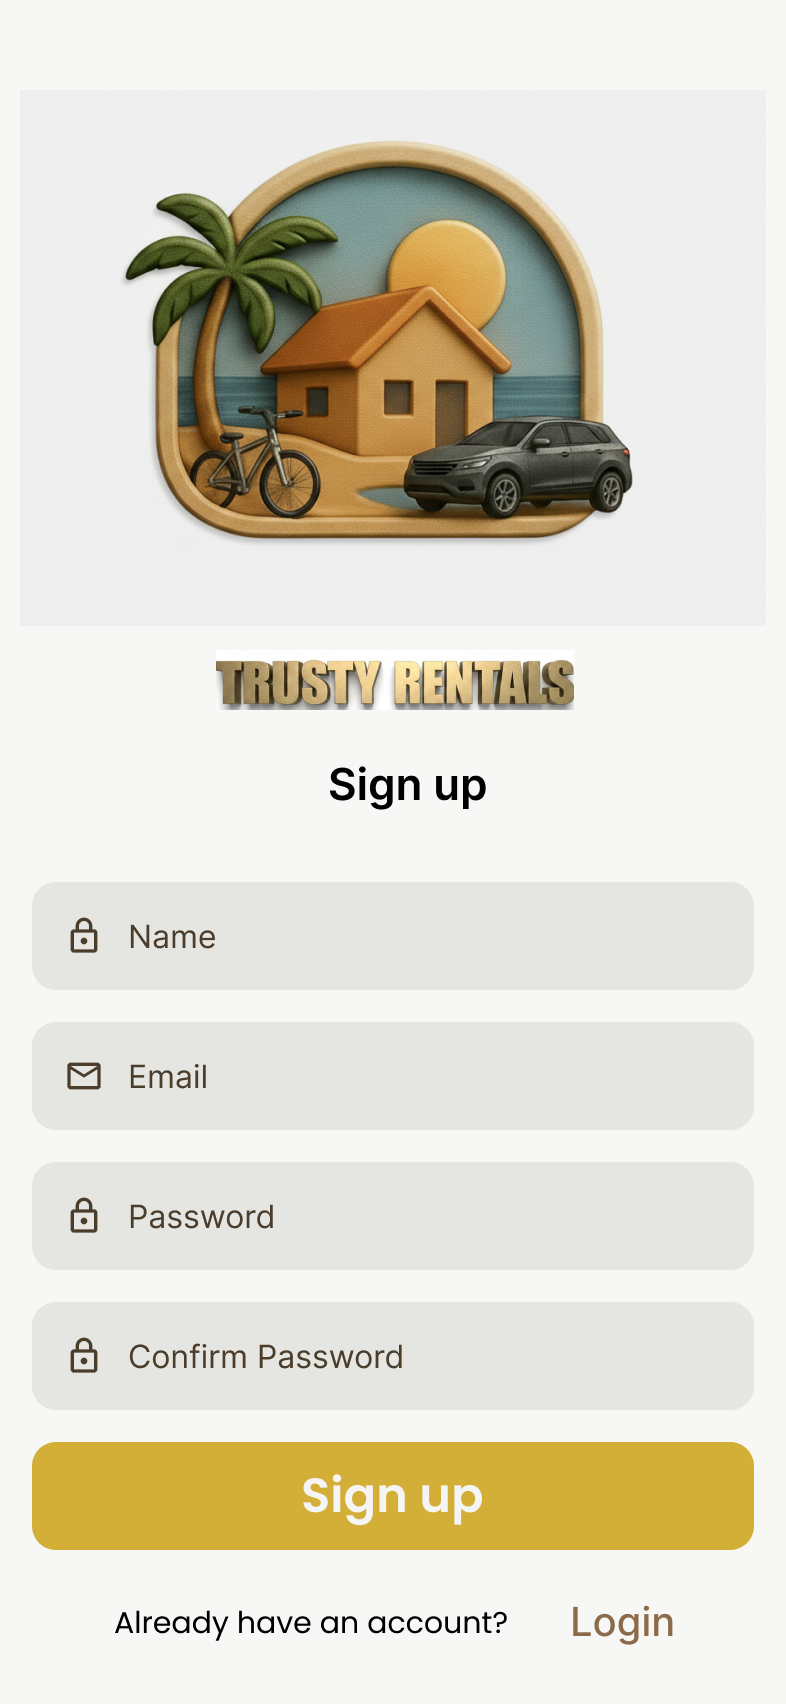 TRUSTY RENTALS
Sign up
Name
Email
Password
Confirm Password
Sign up
Already have an account? Login